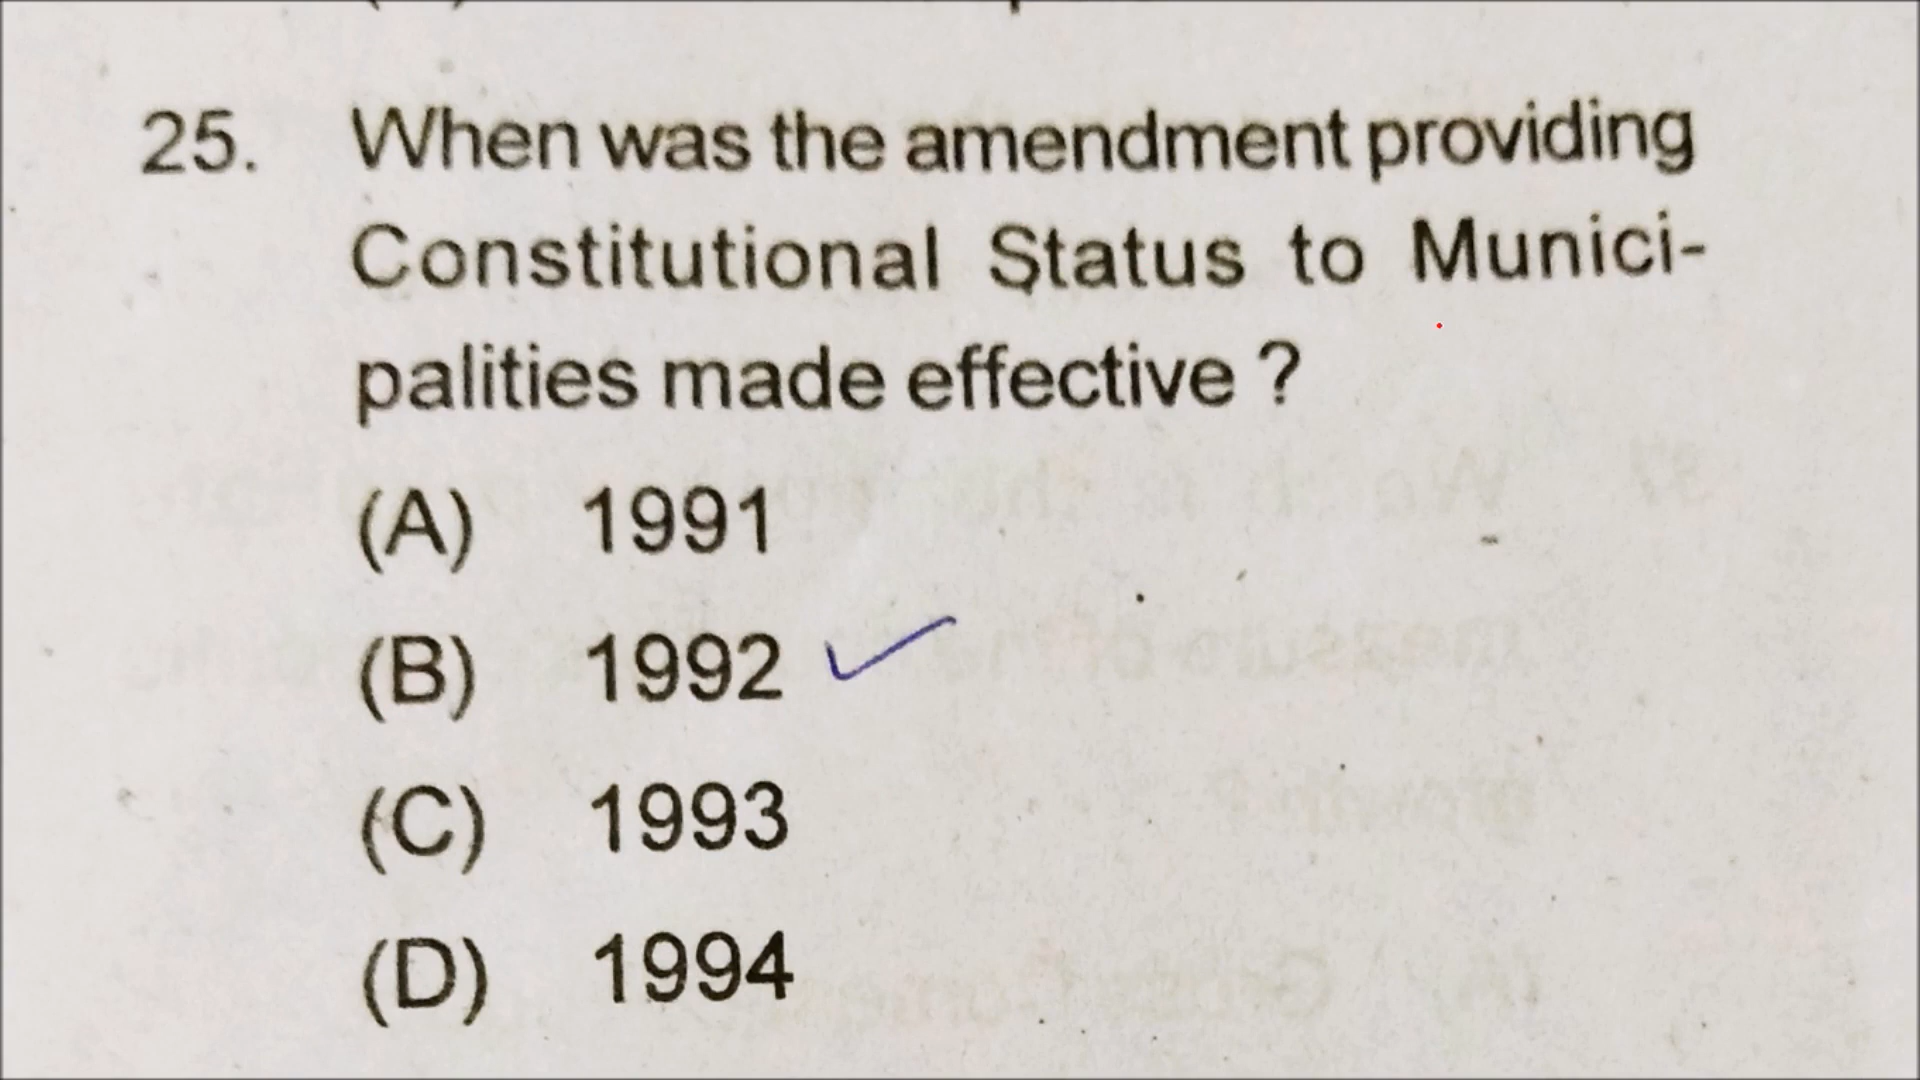 25. When was the amendment providing
Constitutional Status to Munici-
palities made effective ?
(A) 1991
(B) 1992
(C) 1993
(D) 1994